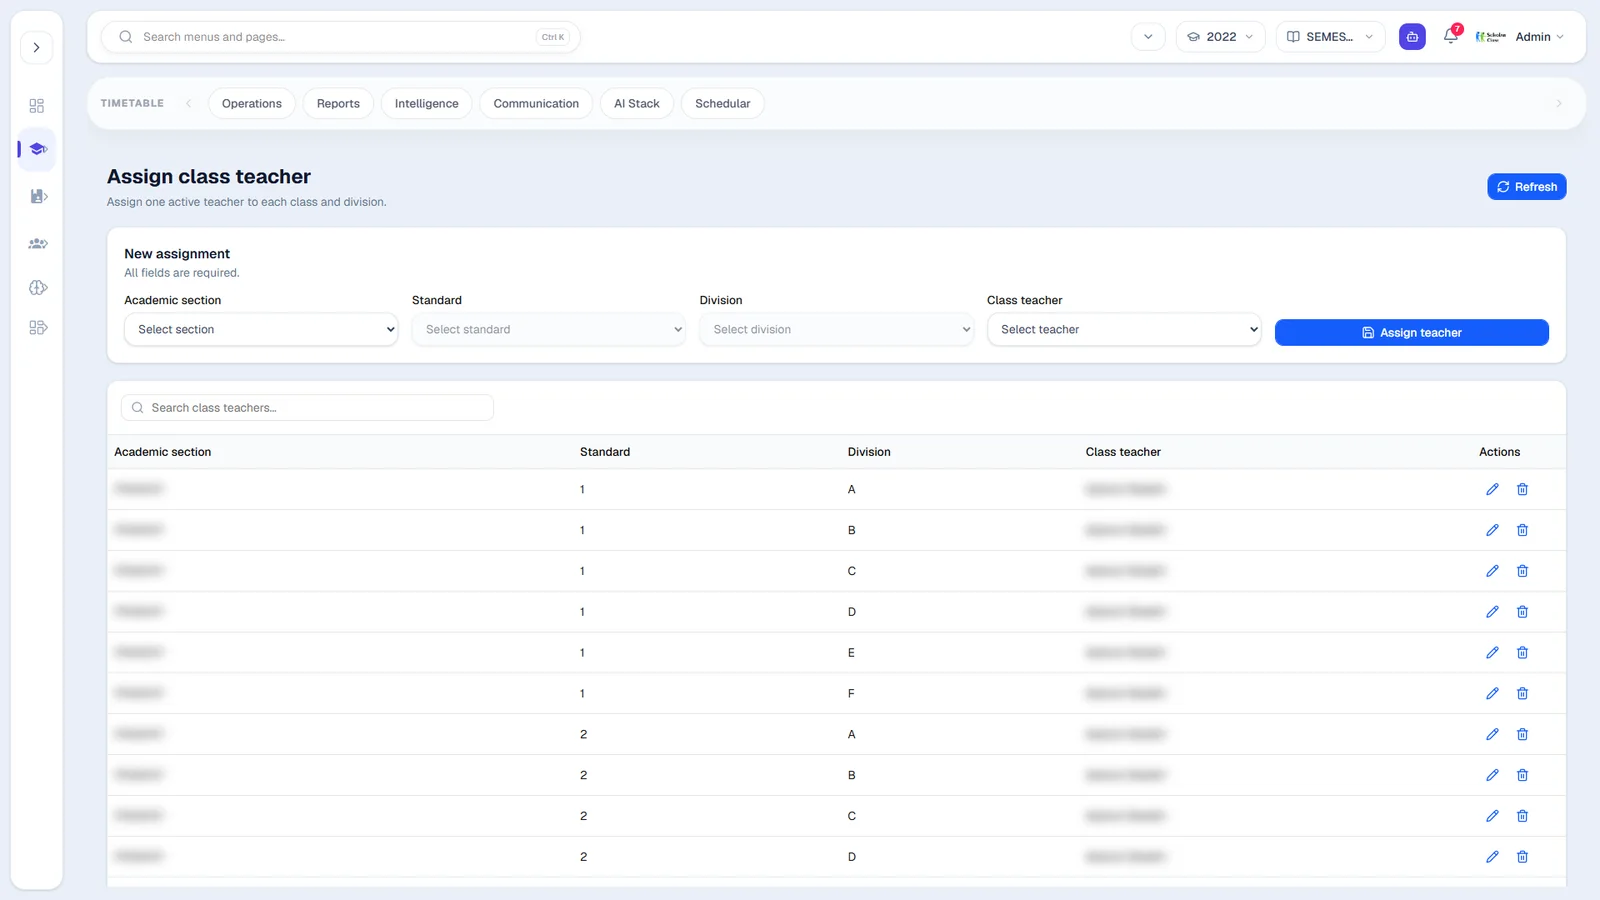 Search menus and pages...
Ctrl K
2022
SEMES...
7
Scholar Clone
Admin
TIMETABLE
Operations
Reports
Intelligence
Communication
AI Stack
Schedular
Assign class teacher
Assign one active teacher to each class and division.
Refresh
New assignment
All fields are required.
Academic section
Standard
Division
Class teacher
Select section
Select standard
Select division
Select teacher
Assign teacher
Search class teachers...
Academic section Standard Division Class teacher Actions
1 A
1 B
1 C
1 D
1 E
1 F
2 A
2 B
2 C
2 D